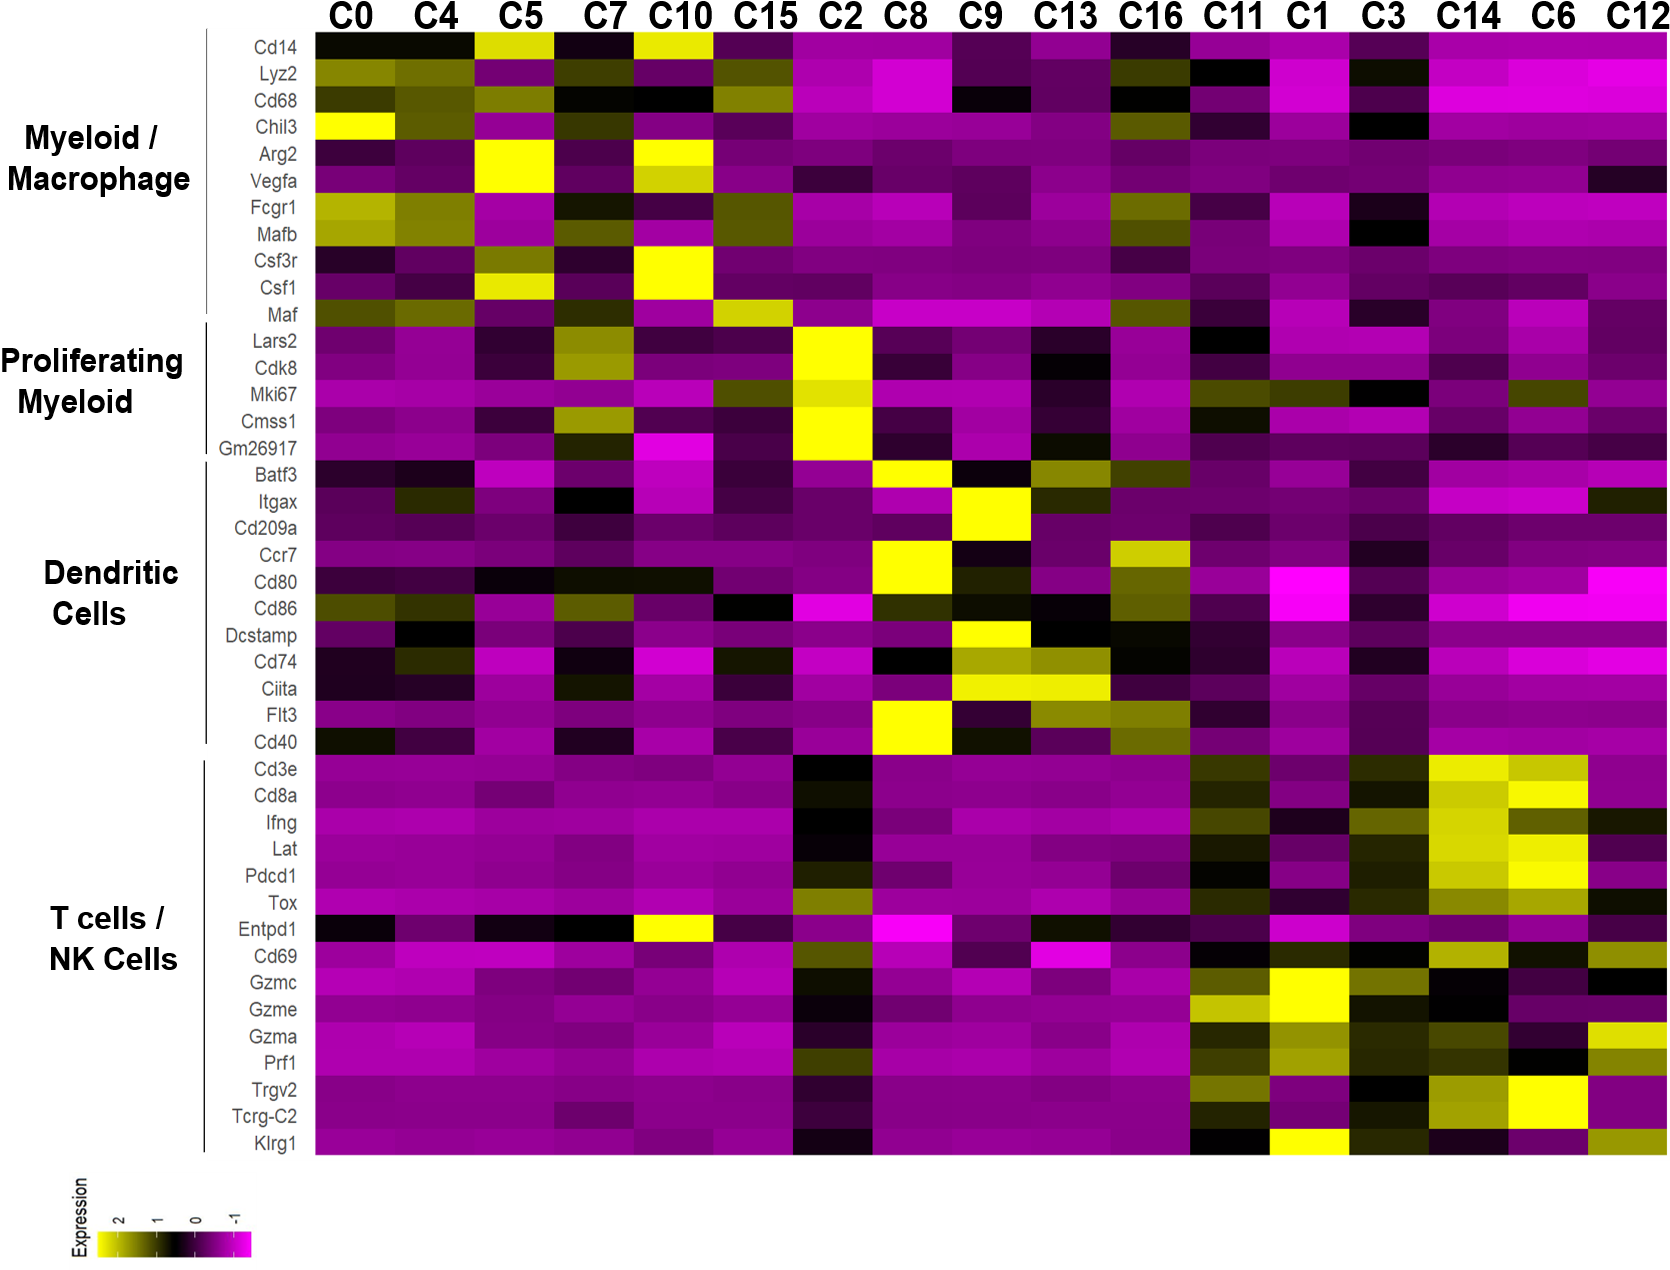 C0 C4 C5 C7 C10 C15 C2 C8 C9 C13 C16 C11 C1 C3 C14 C6 C12
Myeloid /
Macrophage
Cd14
Lyz2
Cd68
Chil3
Arg2
Vegfa
Fcgr1
Mafb
Csf3r
Csf1
Maf
Proliferating
Myeloid
Lars2
Cdk8
Mki67
Cmss1
Gm26917
Dendritic
Cells
Batf3
Itgax
Cd209a
Ccr7
Cd80
Cd86
Dcstamp
Cd74
Ciita
Flt3
Cd40
T cells /
NK Cells
Cd3e
Cd8a
Ifng
Lat
Pdcd1
Tox
Entpd1
Cd69
Gzmc
Gzme
Gzma
Prf1
Trgv2
Tcrg-C2
Klrg1
Expression
2 1 0 -1